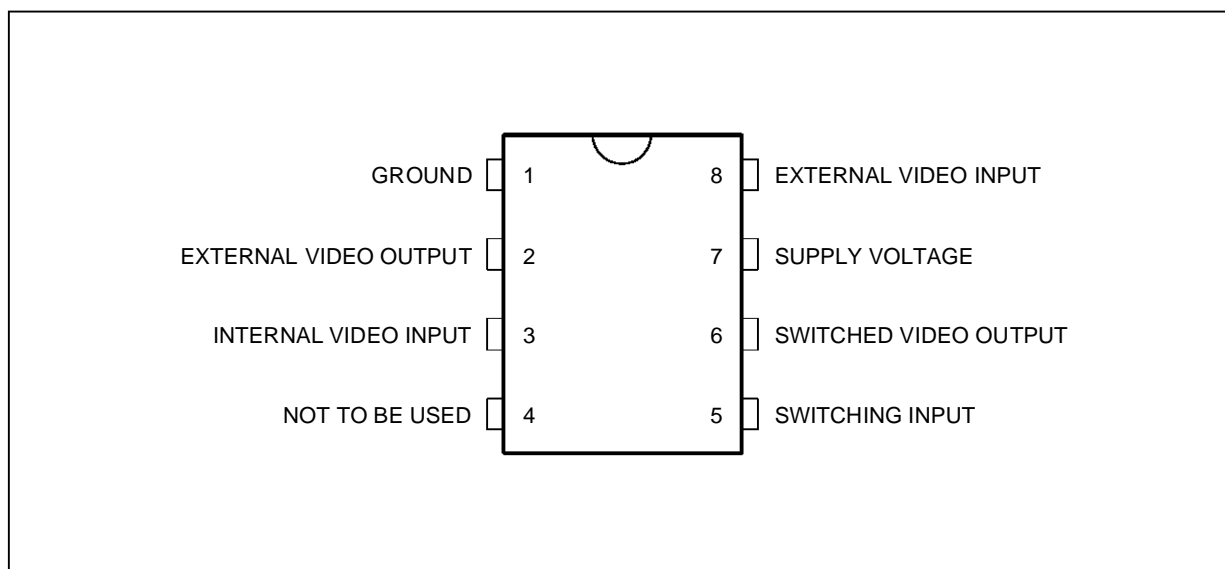 GROUND 1 8 EXTERNAL VIDEO INPUT
EXTERNAL VIDEO OUTPUT 2 7 SUPPLY VOLTAGE
INTERNAL VIDEO INPUT 3 6 SWITCHED VIDEO OUTPUT
NOT TO BE USED 4 5 SWITCHING INPUT